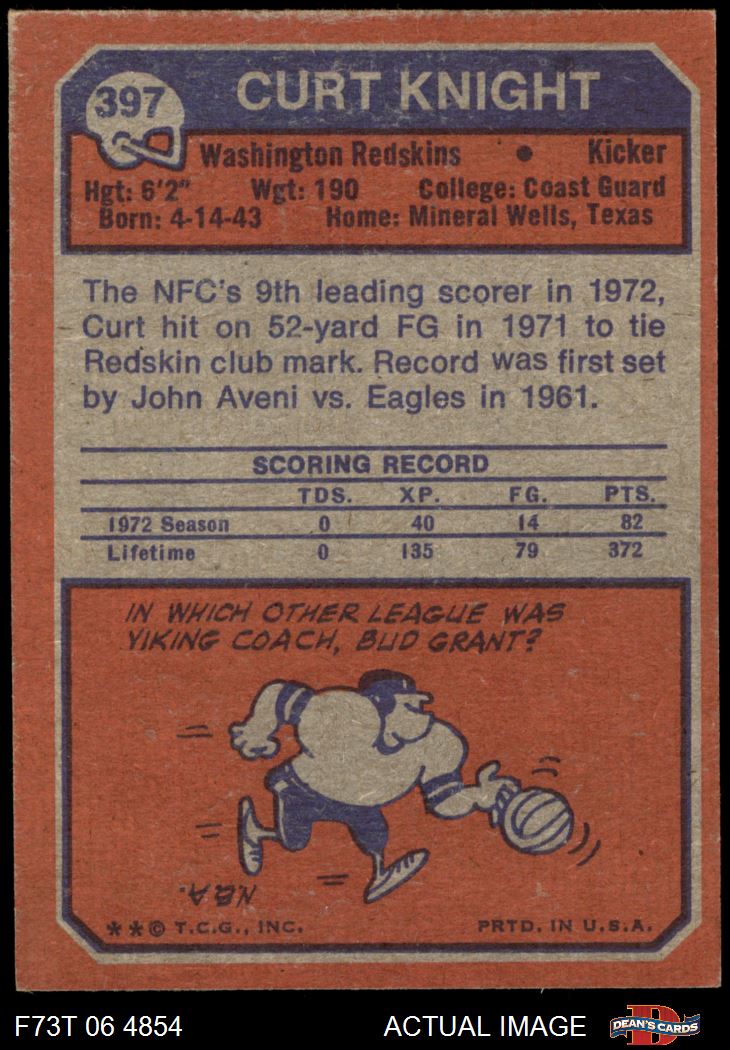 397
CURT KNIGHT
Washington Redskins • Kicker
Hgt: 6'2" Wgt: 190 College: Coast Guard
Born: 4-14-43 Home: Mineral Wells, Texas
The NFC's 9th leading scorer in 1972,
Curt hit on 52-yard FG in 1971 to tie
Redskin club mark. Record was first set
by John Aveni vs. Eagles in 1961.
SCORING RECORD
TDS. XP. FG. PTS.
1972 Season 0 40 14 82
Lifetime 0 135 79 372
IN WHICH OTHER LEAGUE WAS
VIKING COACH, BUD GRANT?
N.B.A.
**© T.C.G., INC. PRTD. IN U.S.A.
F73T 06 4854 ACTUAL IMAGE
D
DEAN'S CARDS